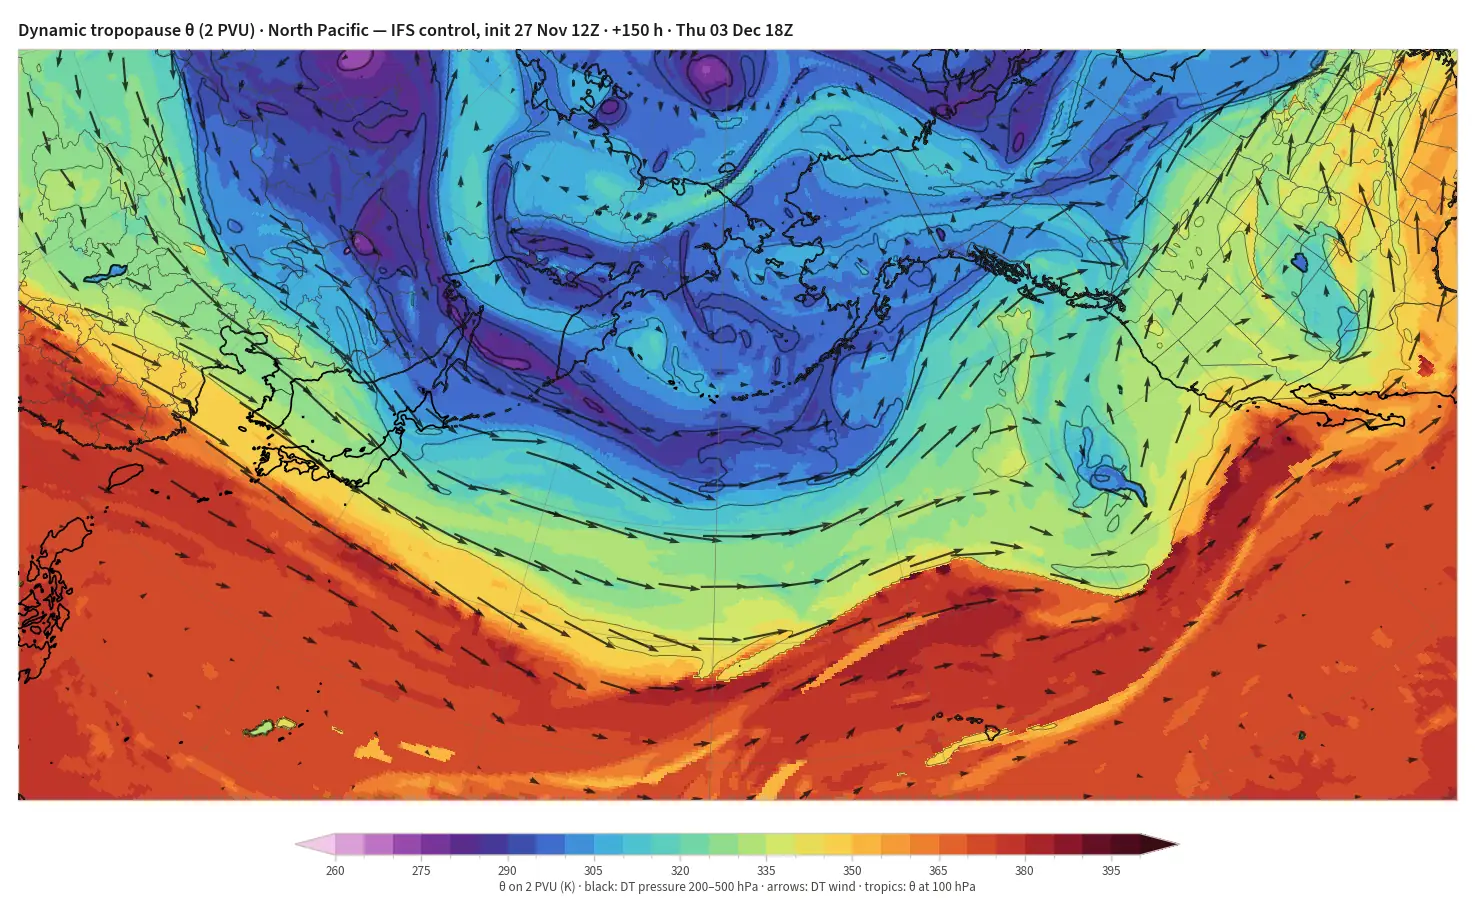 Dynamic tropopause θ (2 PVU) · North Pacific — IFS control, init 27 Nov 12Z · +150 h · Thu 03 Dec 18Z
260 275 290 305 320 335 350 365 380 395
θ on 2 PVU (K) · black: DT pressure 200–500 hPa · arrows: DT wind · tropics: θ at 100 hPa